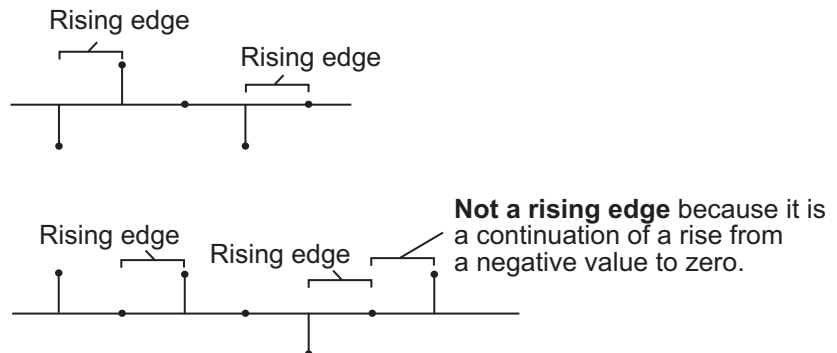 Rising edge
Rising edge
Rising edge
Rising edge
Not a rising edge because it is
a continuation of a rise from
a negative value to zero.